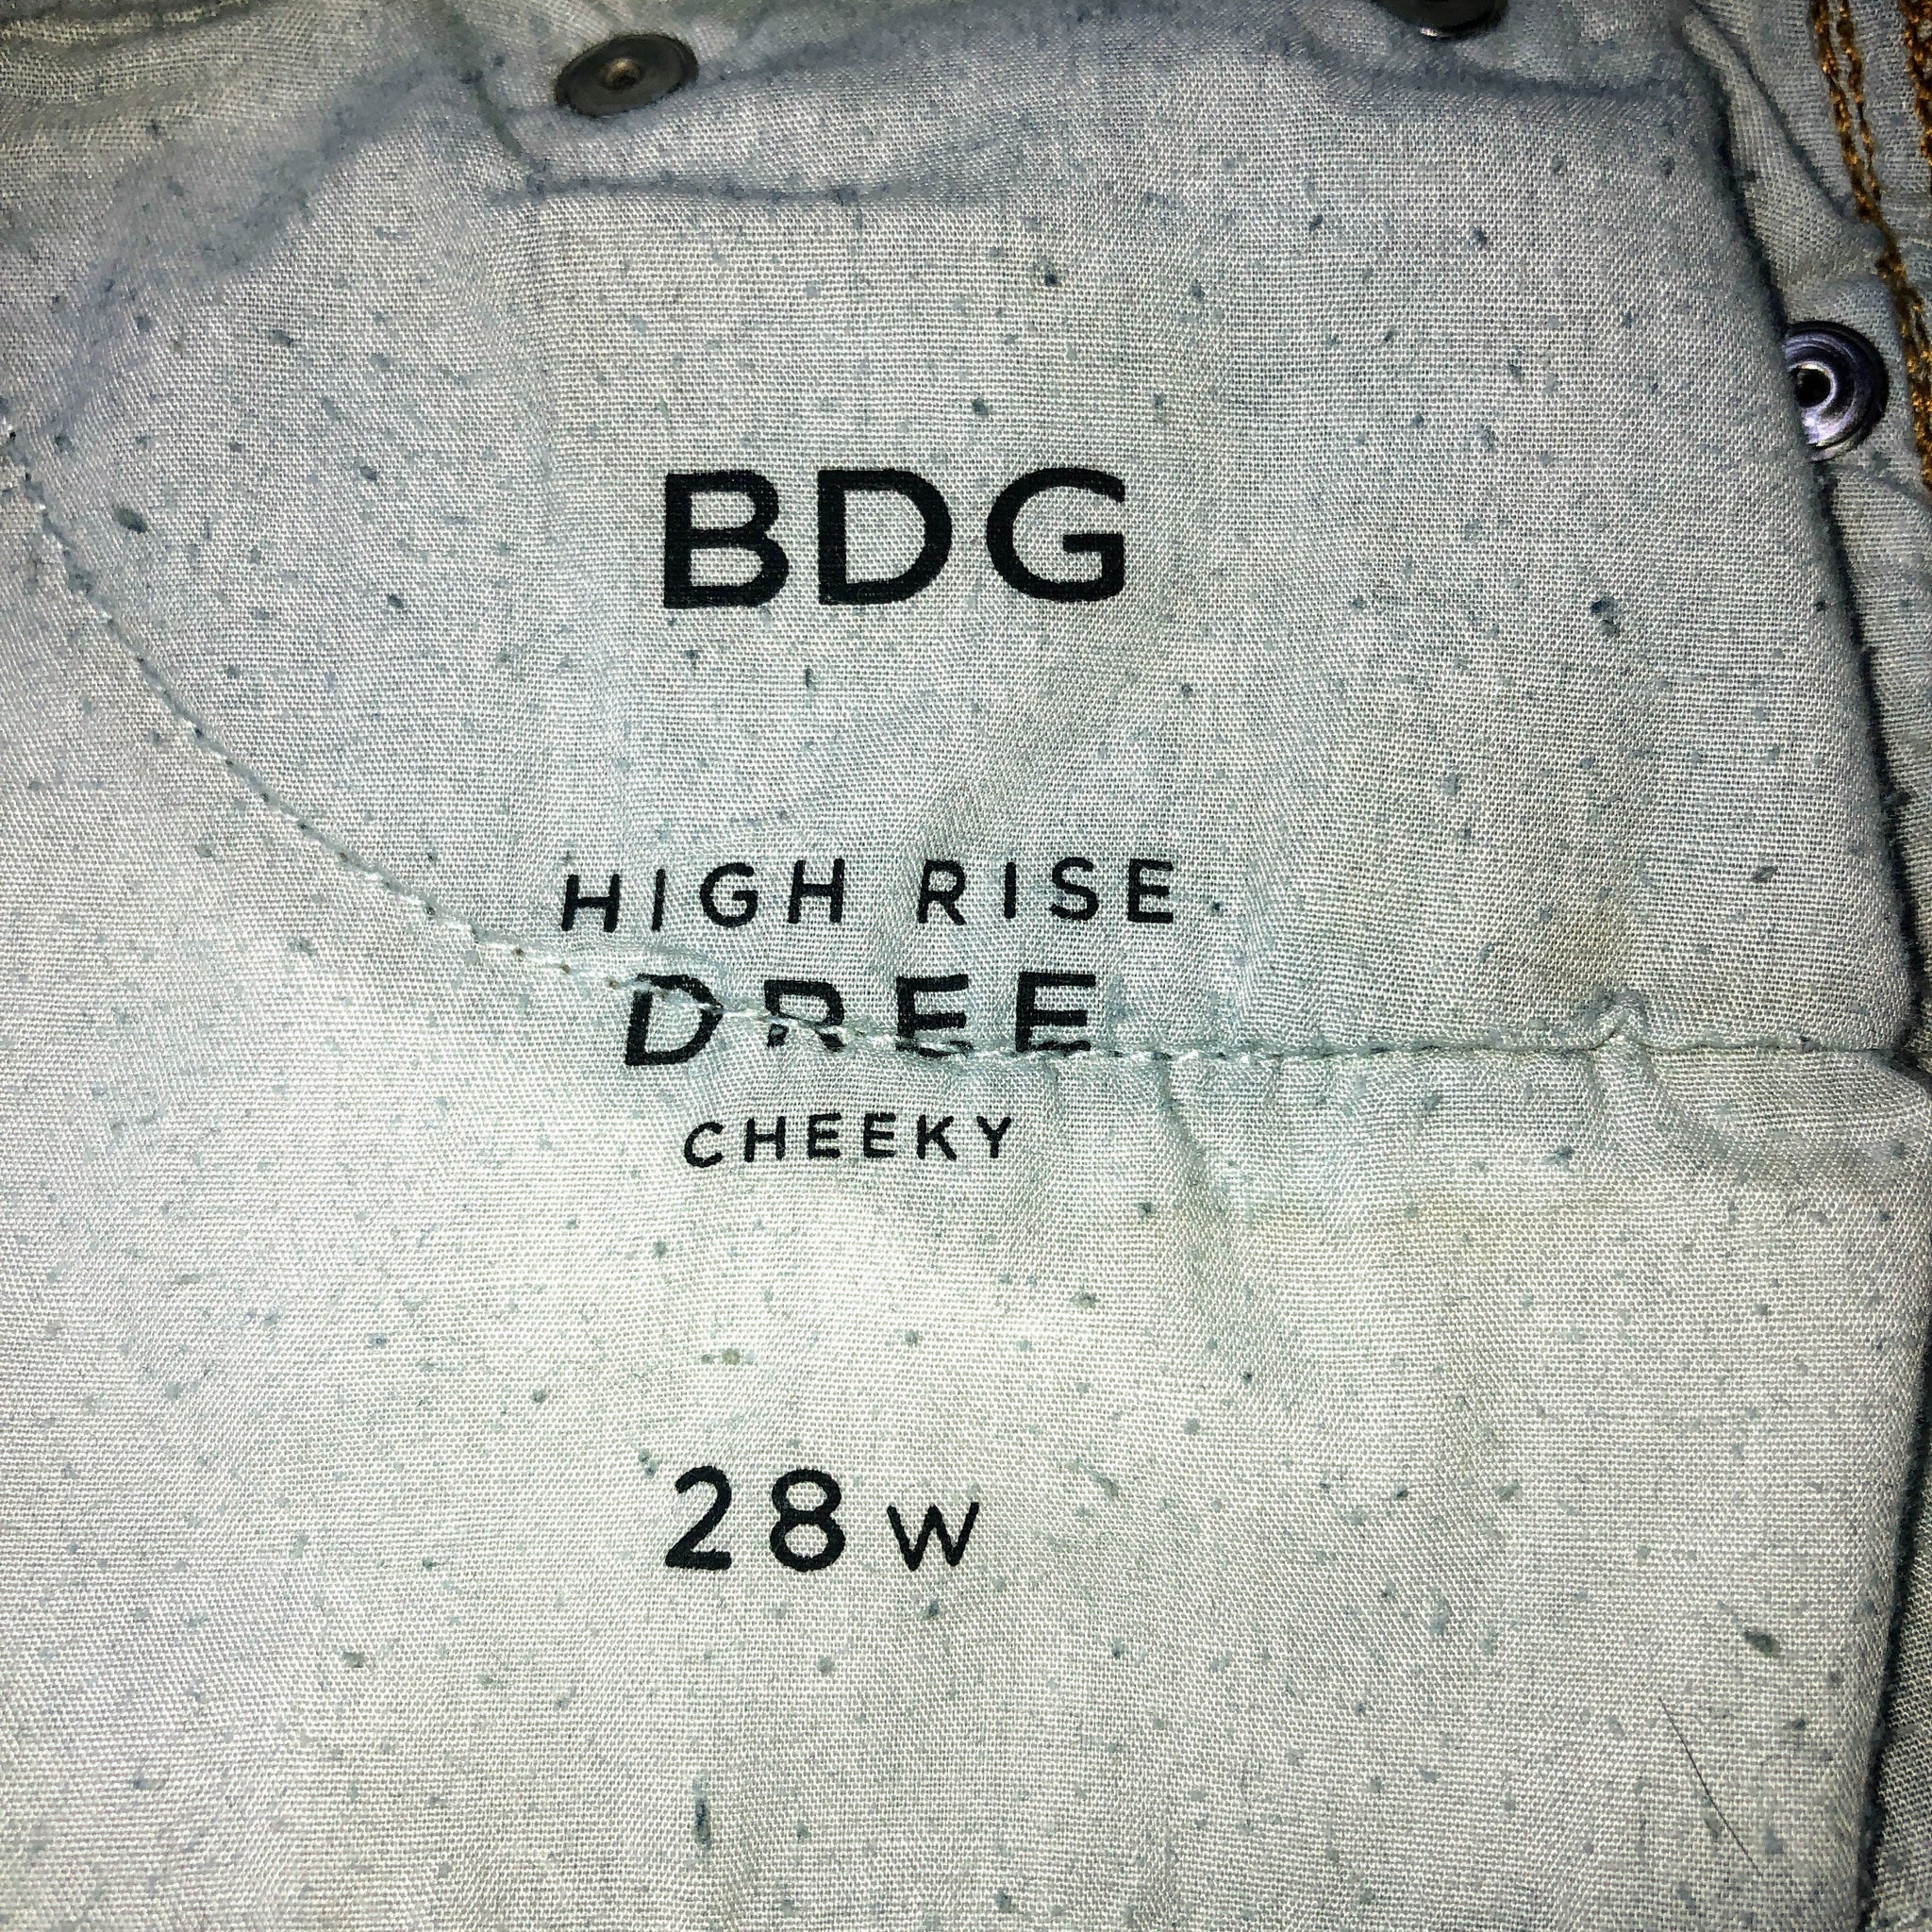 BDG
HIGH RISE
DREE
CHEEKY
28 W